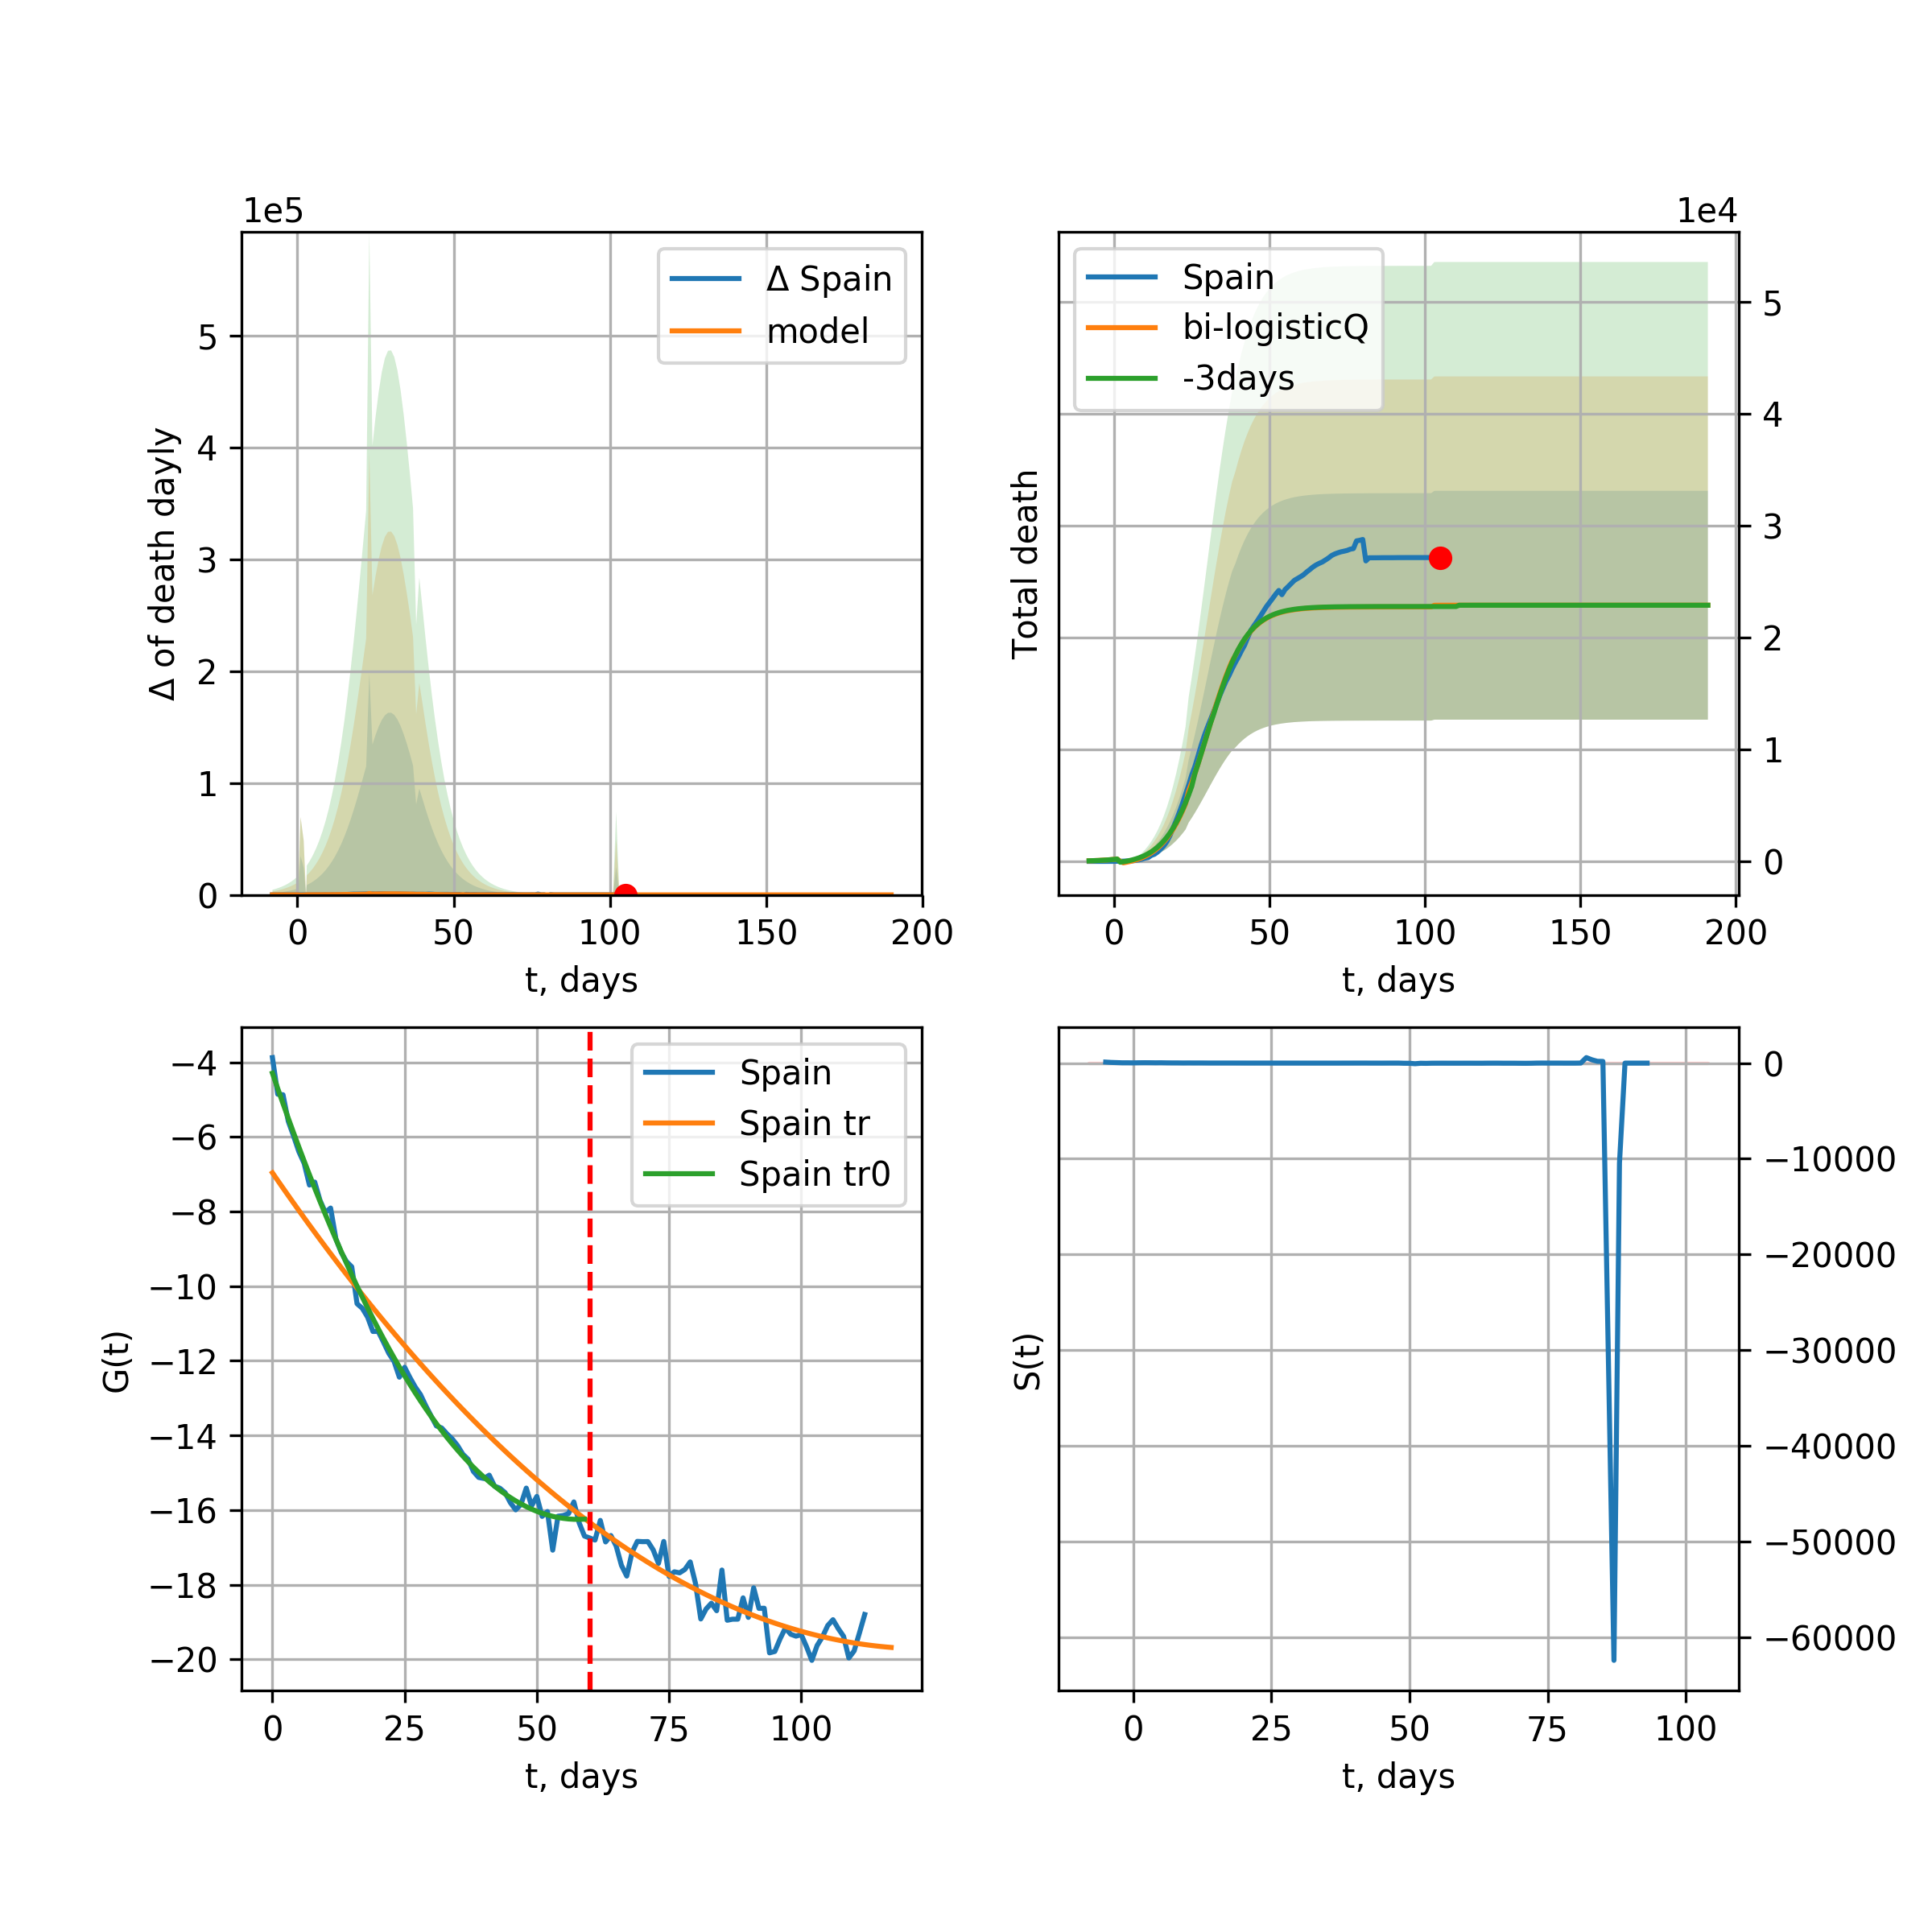 1e5
Δ Spain
model
5
4
3
2
1
0
Δ of death dayly
0 50 100 150 200
t, days
1e4
Spain
bi-logisticQ
-3days
5
4
3
2
1
0
Total death
0 50 100 150 200
t, days
Spain
Spain tr
Spain tr0
−4
−6
−8
−10
−12
−14
−16
−18
−20
G(t)
0 25 50 75 100
t, days
0
−10000
−20000
−30000
−40000
−50000
−60000
S(t)
0 25 50 75 100
t, days